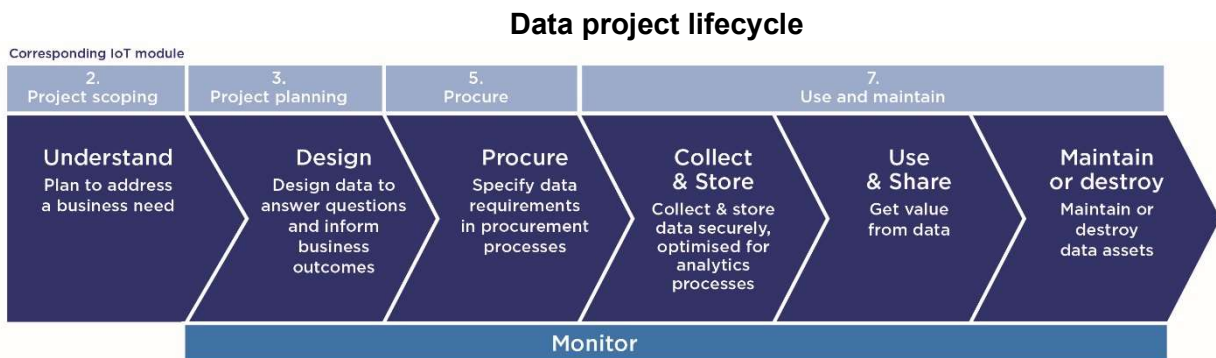 Data project lifecycle
Corresponding IoT module
2.
Project scoping
3.
Project planning
5.
Procure
7.
Use and maintain
Understand
Plan to address
a business need
Design
Design data to
answer questions
and inform
business
outcomes
Procure
Specify data
requirements
in procurement
processes
Collect
& Store
Collect & store
data securely,
optimised for
analytics
processes
Use
& Share
Get value
from data
Maintain
or destroy
Maintain or
destroy
data assets
Monitor